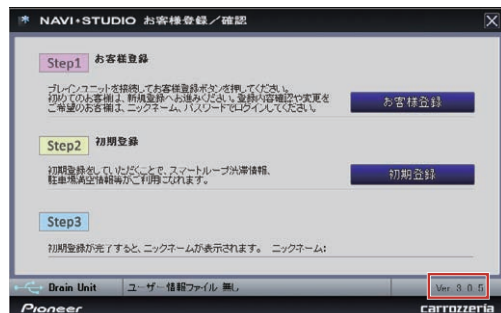 NAVI•STUDIO お客様登録／確認
Step1 お客様登録
ブレインユニットを接続してお客様登録ボタンを押してください。
初めてのお客様は、新規登録へお進みください。登録内容確認や変更を
ご希望のお客様は、ニックネーム、パスワードでログインしてください。
お客様登録
Step2 初期登録
初期登録をしていただくことで、スマートループ渋滞情報、
駐車場満空情報等がご利用になれます。
初期登録
Step3
初期登録が完了すると、ニックネームが表示されます。 ニックネーム:
Brain Unit ユーザー情報ファイル 無し Ver. 3. 0. 5
Pioneer carrozzeria